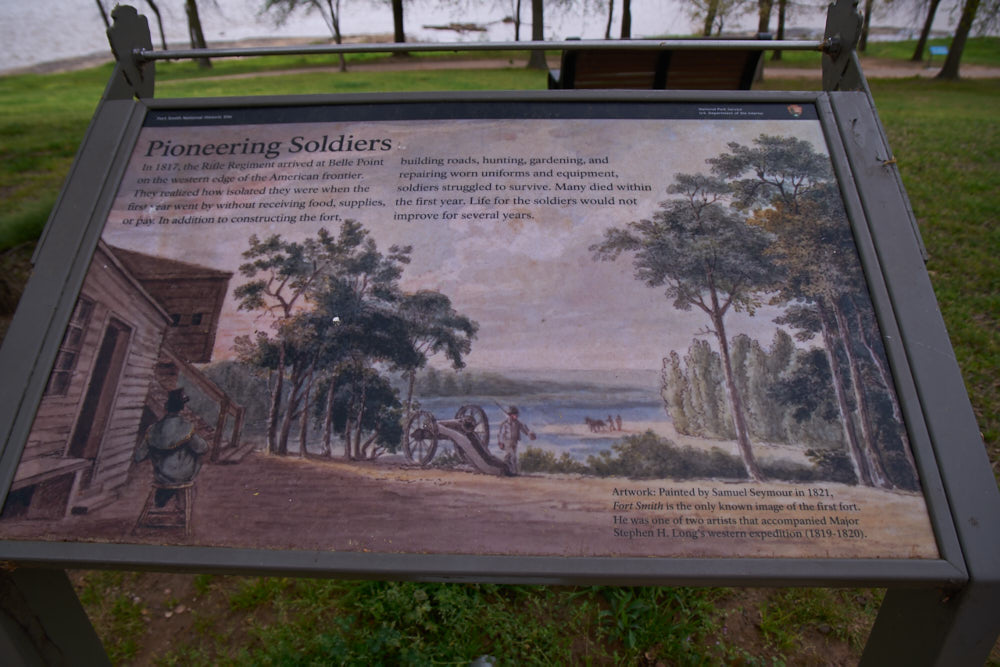 Fort Smith National Historic Site
National Park Service
U.S. Department of the Interior
Pioneering Soldiers
In 1817, the Rifle Regiment arrived at Belle Point
on the western edge of the American frontier.
They realized how isolated they were when the
first year went by without receiving food, supplies,
or pay. In addition to constructing the fort,
building roads, hunting, gardening, and
repairing worn uniforms and equipment,
soldiers struggled to survive. Many died within
the first year. Life for the soldiers would not
improve for several years.
Artwork: Painted by Samuel Seymour in 1821,
Fort Smith is the only known image of the first fort.
He was one of two artists that accompanied Major
Stephen H. Long's western expedition (1819-1820).